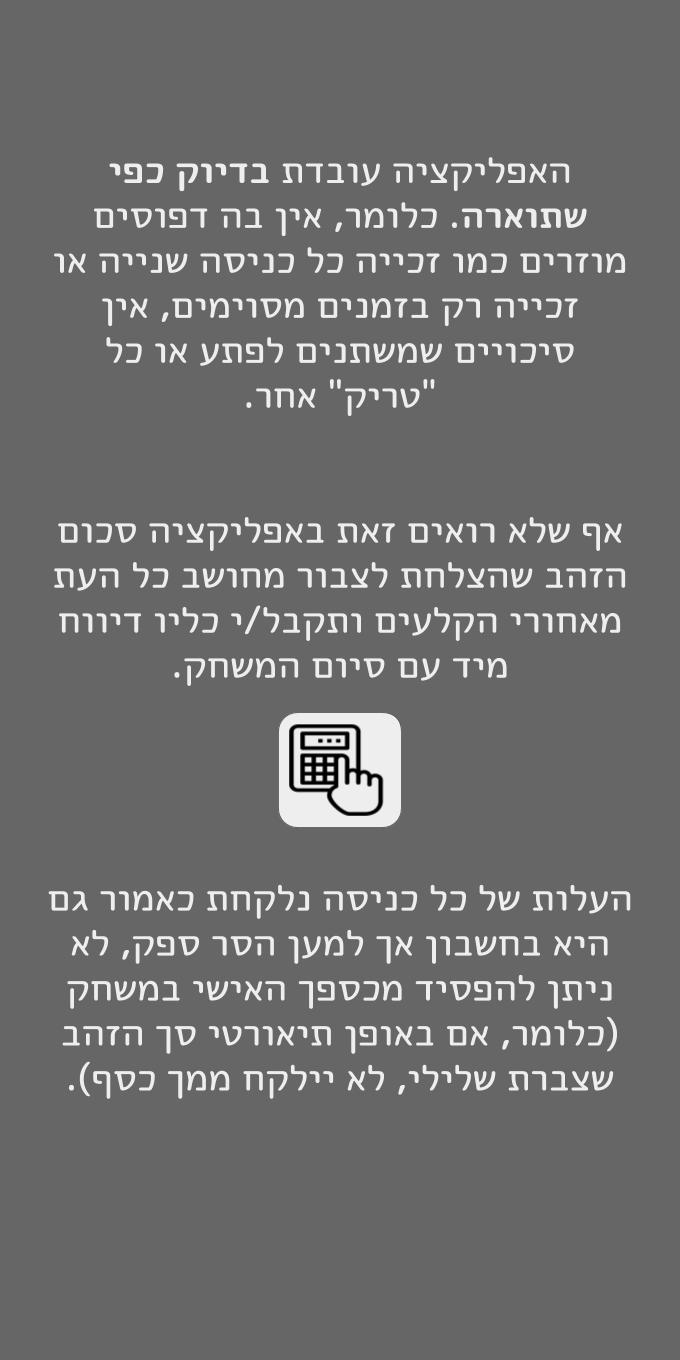 האפליקציה עובדת בדיוק כפי
שתוארה. כלומר, אין בה דפוסים
מוזרים כמו זכייה כל כניסה שנייה או
זכייה רק בזמנים מסוימים, אין
סיכויים שמשתנים לפתע או כל
"טריק" אחר.
אף שלא רואים זאת באפליקציה סכום
הזהב שהצלחת לצבור מחושב כל העת
מאחורי הקלעים ותקבל/י כליו דיווח
מיד עם סיום המשחק.
העלות של כל כניסה נלקחת כאמור גם
היא בחשבון אך למען הסר ספק, לא
ניתן להפסיד מכספך האישי במשחק
(כלומר, אם באופן תיאורטי סך הזהב
שצברת שלילי, לא יילקח ממך כסף).